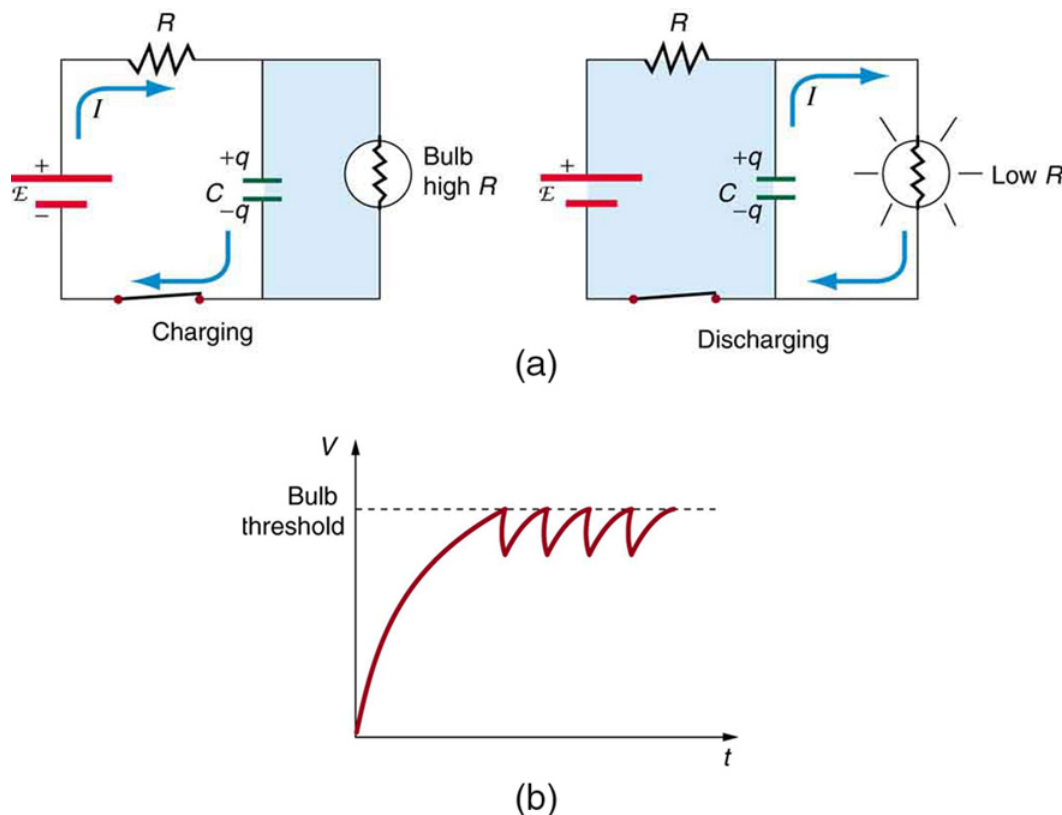 R
I
+
ℰ
−
+q
C
−q
Bulb
high R
Charging
R
I
+
ℰ
−
+q
C
−q
Low R
Discharging
(a)
V
Bulb
threshold
t
(b)